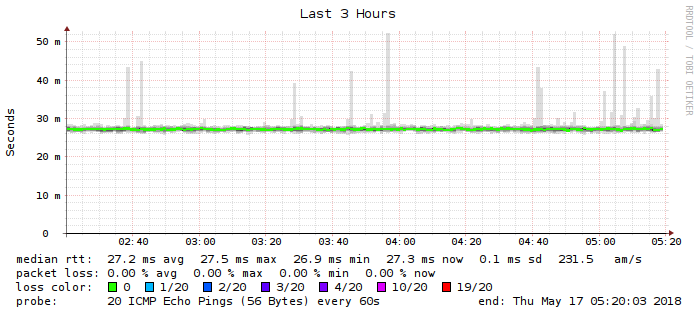 Last 3 Hours
RRDTOOL / TOBI OETIKER
Seconds
50 m
40 m
30 m
20 m
10 m
0
02:40 03:00 03:20 03:40 04:00 04:20 04:40 05:00 05:20
median rtt: 27.2 ms avg 27.5 ms max 26.9 ms min 27.3 ms now 0.1 ms sd 231.5 am/s
packet loss: 0.00 % avg 0.00 % max 0.00 % min 0.00 % now
loss color: 0 1/20 2/20 3/20 4/20 10/20 19/20
probe: 20 ICMP Echo Pings (56 Bytes) every 60s end: Thu May 17 05:20:03 2018